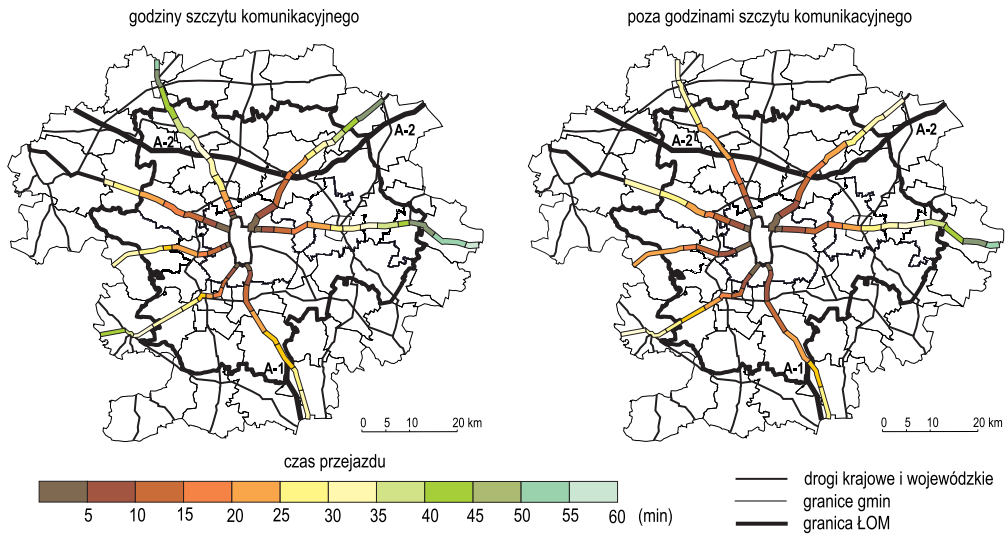 godziny szczytu komunikacyjnego
poza godzinami szczytu komunikacyjnego
A-2
A-2
A-1
0 5 10 20 km
A-2
A-2
A-1
0 5 10 20 km
czas przejazdu
5 10 15 20 25 30 35 40 45 50 55 60 (min)
drogi krajowe i wojewódzkie
granice gmin
granica ŁOM